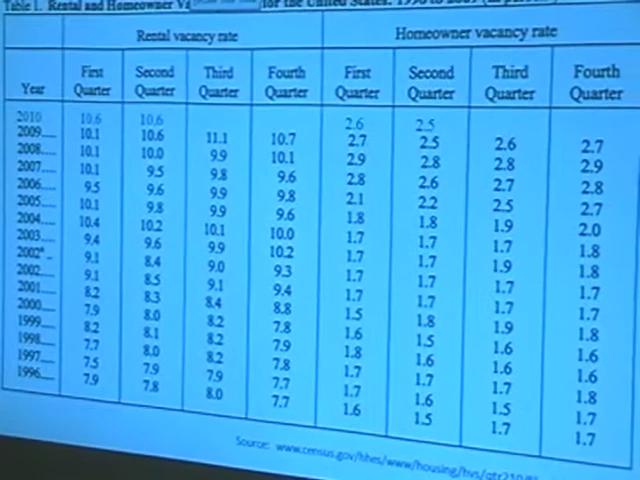 Table 1. Rental and Homeowner for the United States: 1996 to
Rental vacancy rate Homeowner vacancy rate
Year First Quarter Second Quarter Third Quarter Fourth Quarter First Quarter Second Quarter Third Quarter Fourth Quarter
2010 10.6 10.6 2.6 2.5
2009.... 10.1 10.6 11.1 10.7 2.7 2.5 2.6 2.7
2008.... 10.1 10.0 9.9 10.1 2.9 2.8 2.8 2.9
2007.... 10.1 9.5 9.8 9.6 2.8 2.6 2.7 2.8
2006.... 9.5 9.6 9.9 9.8 2.1 2.2 2.5 2.7
2005.... 10.1 9.8 9.9 9.6 1.8 1.8 1.9 2.0
2004.... 10.4 10.2 10.1 10.0 1.7 1.7 1.7 1.8
2003.... 9.4 9.6 9.9 10.2 1.7 1.7 1.9 1.8
2002* .. 9.1 8.4 9.0 9.3 1.7 1.7 1.7 1.7
2002.... 9.1 8.5 9.1 9.4 1.7 1.7 1.7 1.7
2001.... 8.2 8.3 8.4 8.8 1.5 1.8 1.9 1.8
2000.... 7.9 8.0 8.2 7.8 1.6 1.5 1.6 1.6
1999.... 8.2 8.1 8.2 7.9 1.8 1.6 1.6 1.6
1998.... 7.7 8.0 8.2 7.8 1.7 1.7 1.7 1.8
1997.... 7.5 7.9 7.9 7.7 1.7 1.6 1.5 1.7
1996.... 7.9 7.8 8.0 7.7 1.6 1.5 1.7 1.7
Source: www.census.gov/hhes/www/housing/hvs/qtr210/